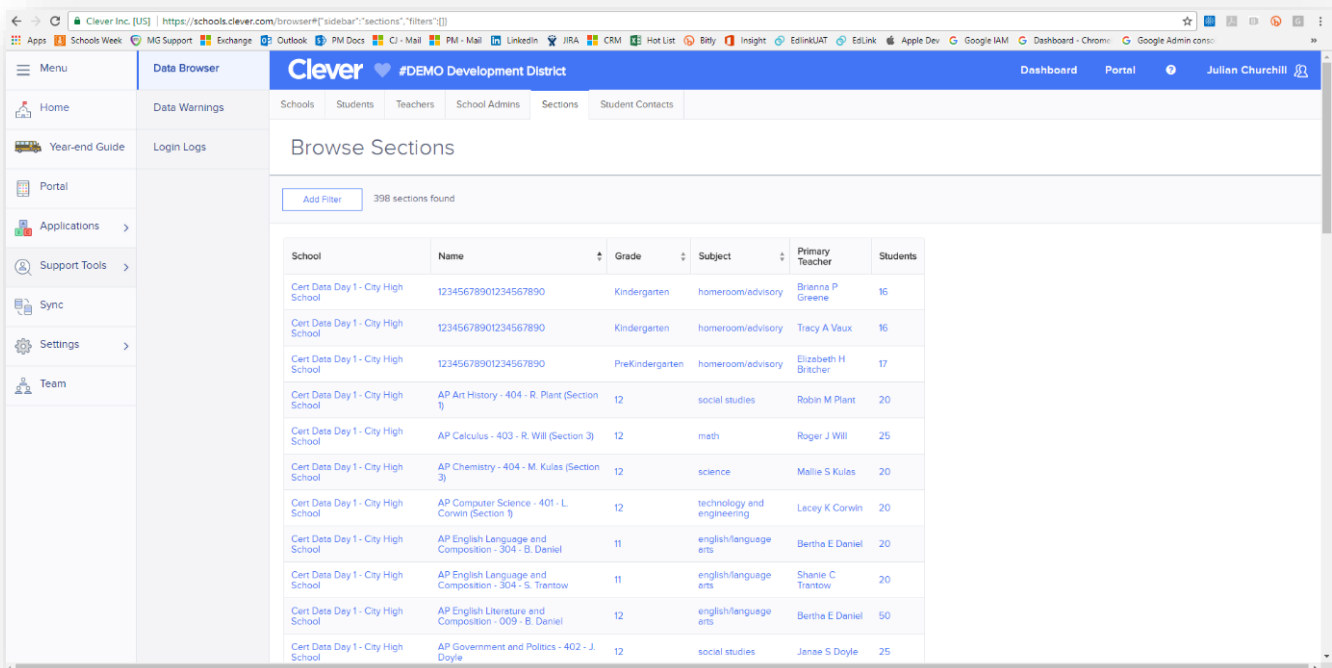 Clever Inc. [US] | https://schools.clever.com/browser#{"sidebar":"sections","filters":[]}
Apps Schools Week MG Support Exchange Outlook PM Docs CJ - Mail PM - Mail LinkedIn JIRA CRM Hot List Bitly Insight EdlinkUAT EdLink Apple Dev Google IAM Dashboard - Chrome Google Admin conso »
Menu Data Browser Clever #DEMO Development District Dashboard Portal ? Julian Churchill
Home Data Warnings Schools Students Teachers School Admins Sections Student Contacts
Year-end Guide Login Logs Browse Sections
Portal Add Filter 398 sections found
Applications
Support Tools
Sync
Settings
Team
School Name Grade Subject Primary Teacher Students
Cert Data Day 1 - City High School 12345678901234567890 Kindergarten homeroom/advisory Brianna P Greene 16
Cert Data Day 1 - City High School 12345678901234567890 Kindergarten homeroom/advisory Tracy A Vaux 16
Cert Data Day 1 - City High School 12345678901234567890 PreKindergarten homeroom/advisory Elizabeth H Britcher 17
Cert Data Day 1 - City High School AP Art History - 404 - R. Plant (Section 1) 12 social studies Robin M Plant 20
Cert Data Day 1 - City High School AP Calculus - 403 - R. Will (Section 3) 12 math Roger J Will 25
Cert Data Day 1 - City High School AP Chemistry - 404 - M. Kulas (Section 3) 12 science Mallie S Kulas 20
Cert Data Day 1 - City High School AP Computer Science - 401 - L. Corwin (Section 1) 12 technology and engineering Lacey K Corwin 20
Cert Data Day 1 - City High School AP English Language and Composition - 304 - B. Daniel 11 english/language arts Bertha E Daniel 20
Cert Data Day 1 - City High School AP English Language and Composition - 304 - S. Trantow 11 english/language arts Shanie C Trantow 20
Cert Data Day 1 - City High School AP English Literature and Composition - 009 - B. Daniel 12 english/language arts Bertha E Daniel 50
Cert Data Day 1 - City High School AP Government and Politics - 402 - J. Doyle 12 social studies Janae S Doyle 25